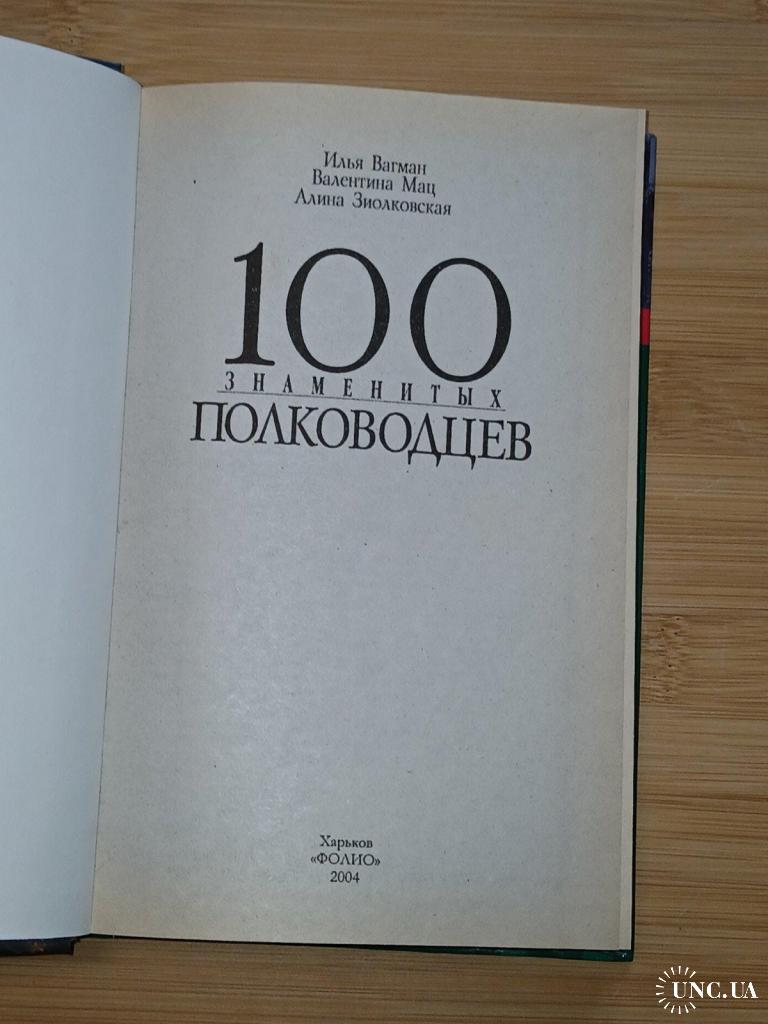 Илья Вагман
Валентина Мац
Алина Зиолковская
100
ЗНАМЕНИТЫХ
ПОЛКОВОДЦЕВ
Харьков
«ФОЛИО»
2004
UNC.UA